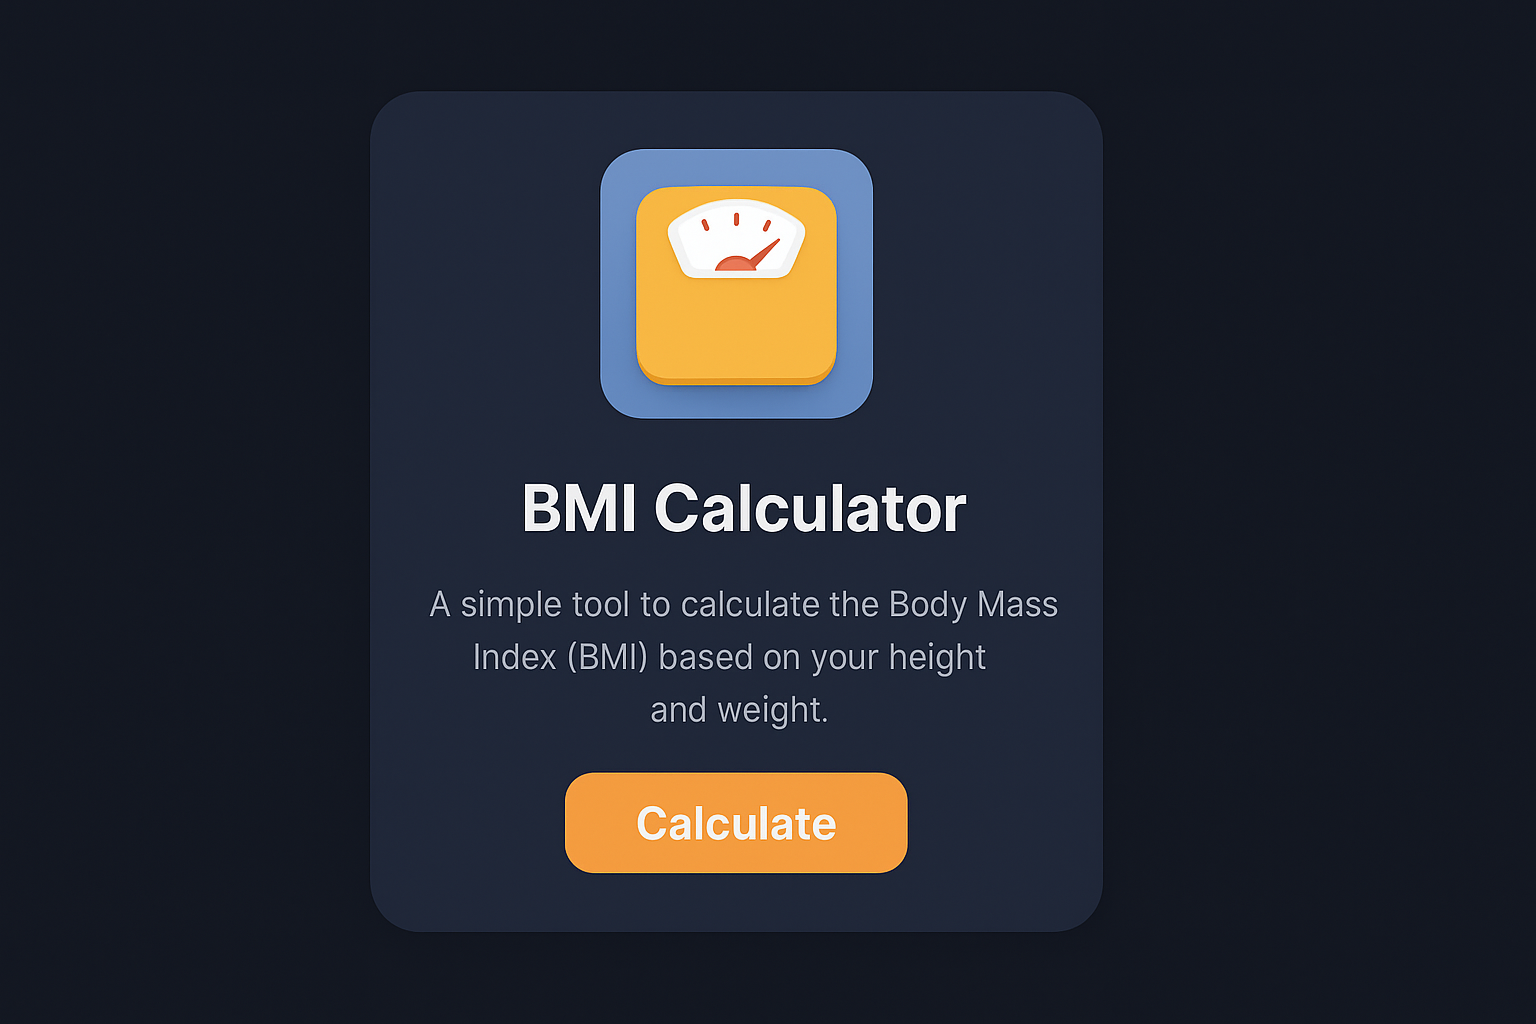 BMI Calculator
A simple tool to calculate the Body Mass
Index (BMI) based on your height
and weight.
Calculate